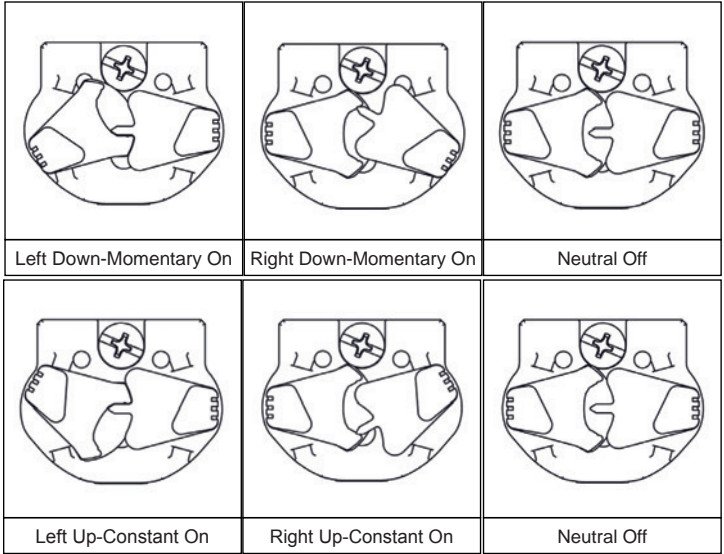 Left Down-Momentary On
Right Down-Momentary On
Neutral Off
Left Up-Constant On
Right Up-Constant On
Neutral Off